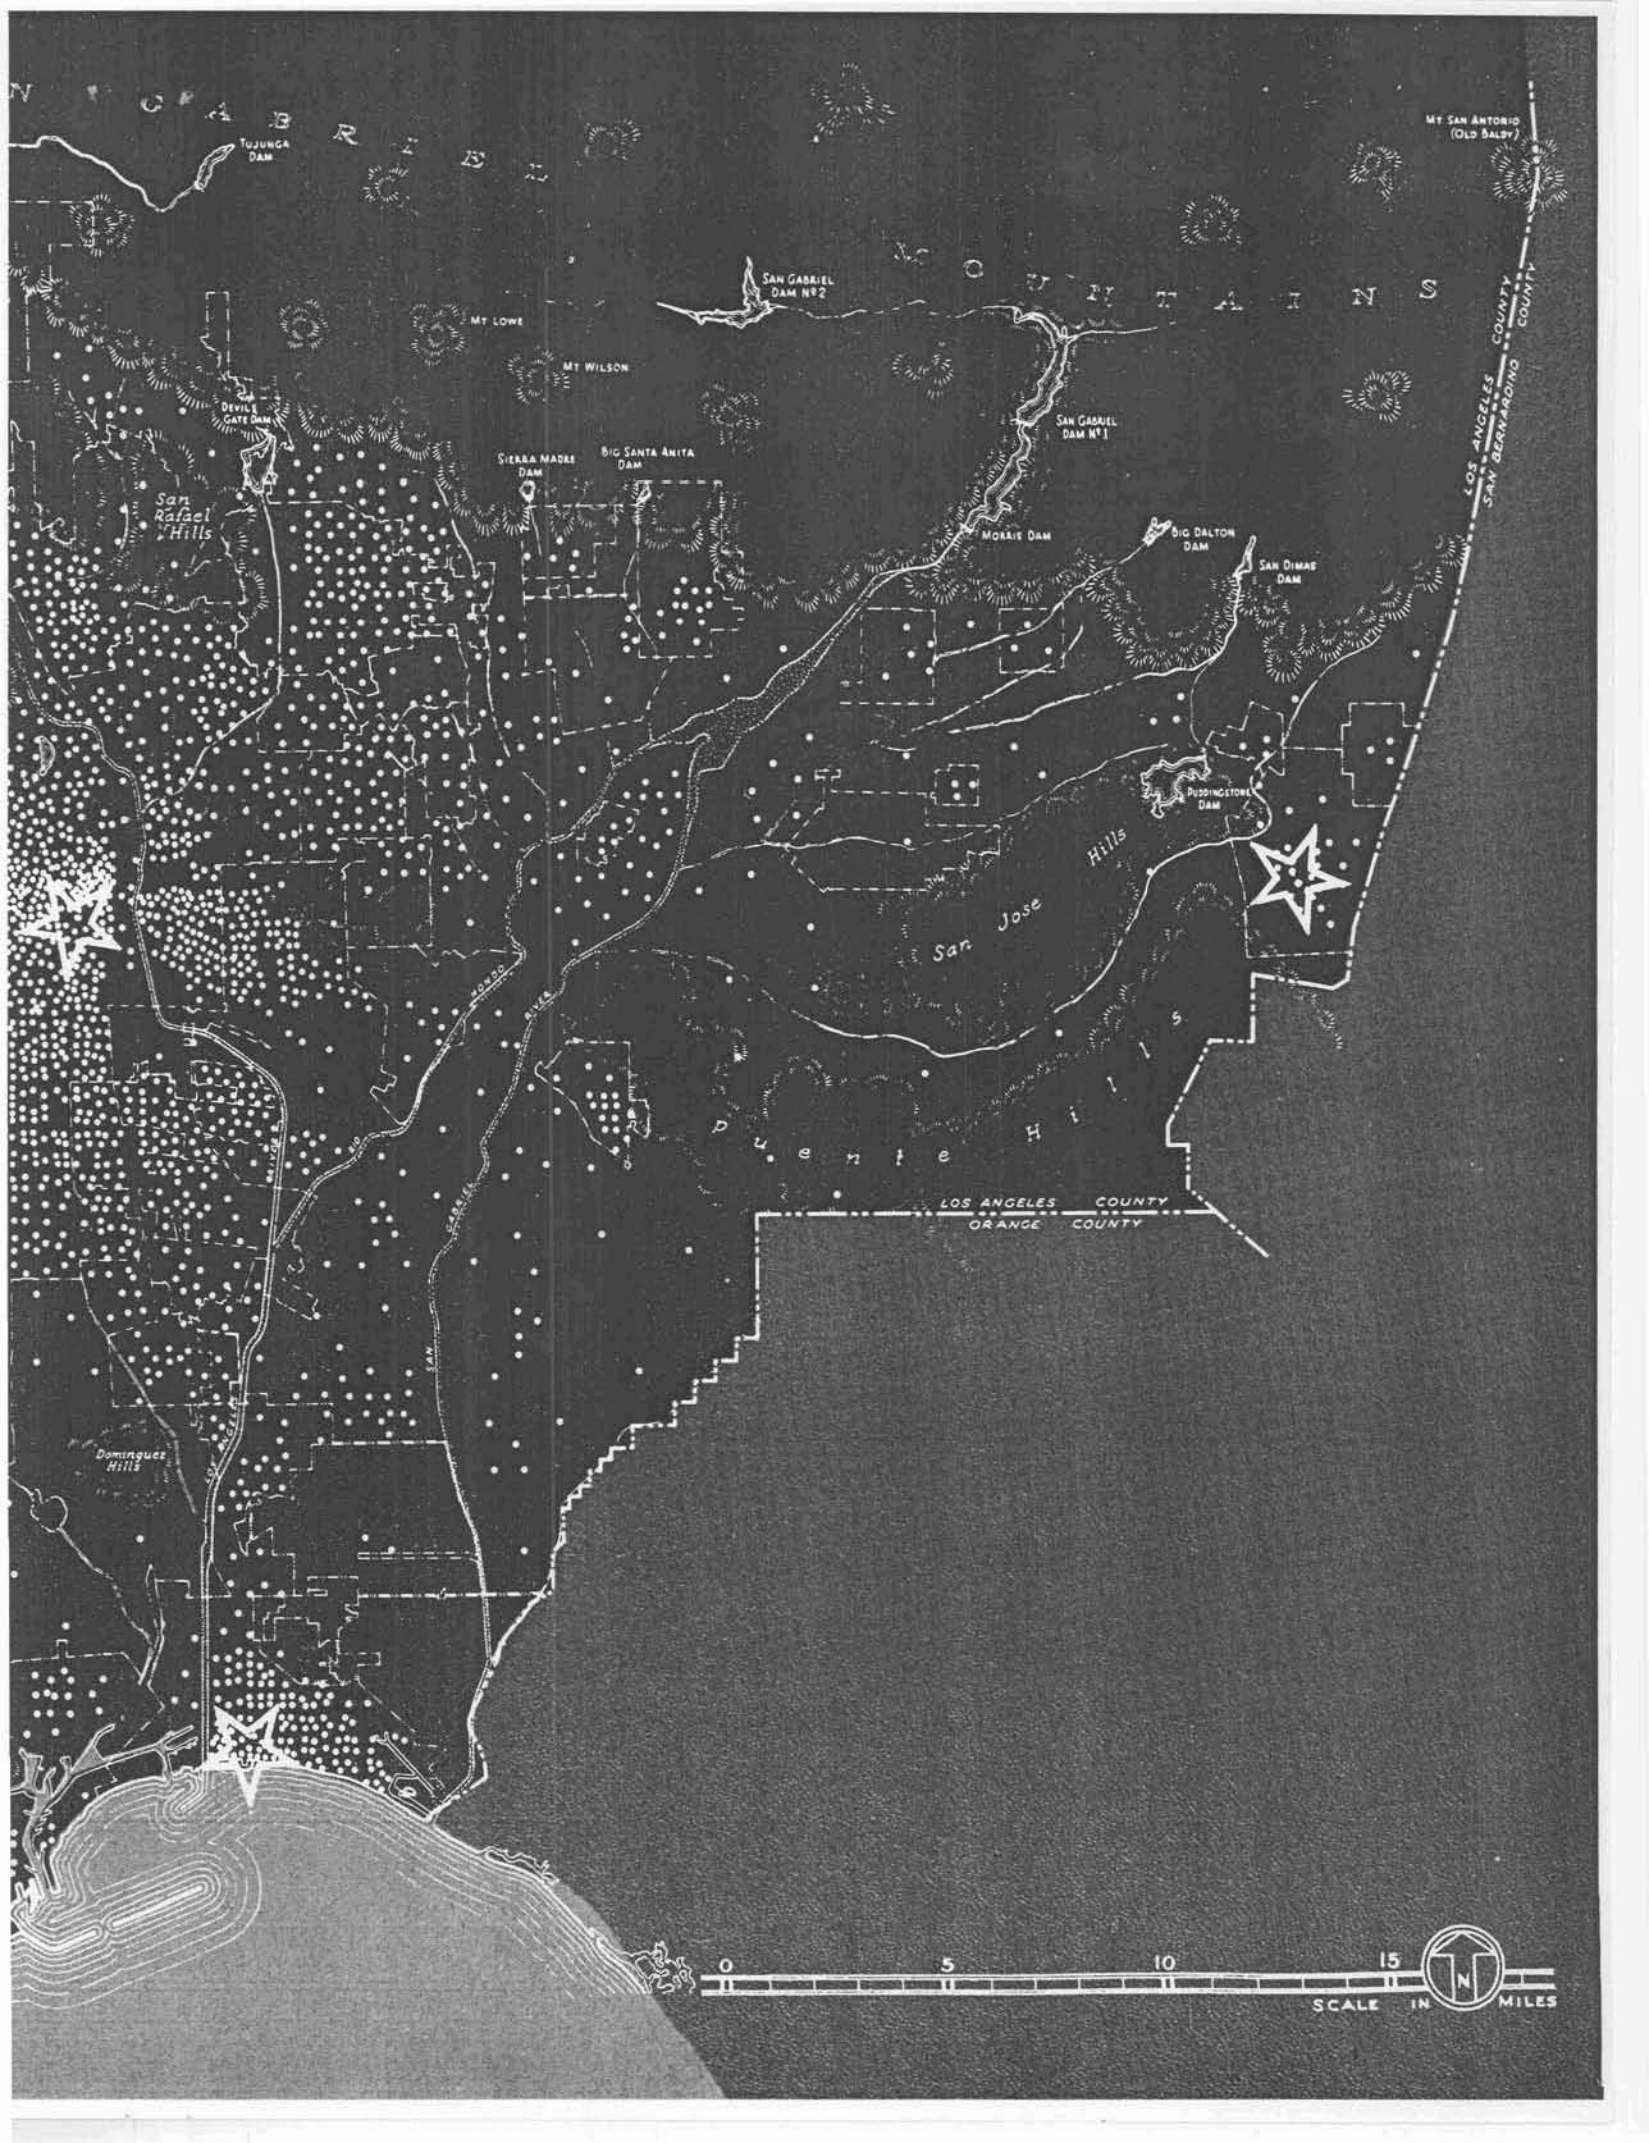 N GABRIEL
MOUNTAINS
TUJUNGA
DAM
MT SAN ANTONIO
(OLD BALDY)
SAN GABRIEL
DAM Nº2
MT LOWE
MT WILSON
LOS ANGELES COUNTY
SAN BERNARDINO COUNTY
DEVILS
GATE DAM
SAN GABRIEL
DAM Nº1
SIERRA MADRE
DAM
BIG SANTA ANITA
DAM
San
Rafael
Hills
MORRIS DAM
BIG DALTON
DAM
SAN DIMAS
DAM
PUDDINGSTONE
DAM
San Jose Hills
RIO HONDO
SAN GABRIEL RIVER
LOS ANGELES RIVER
Puente Hills
LOS ANGELES COUNTY
ORANGE COUNTY
Dominguez
Hills
0 5 10 15
N
SCALE IN MILES